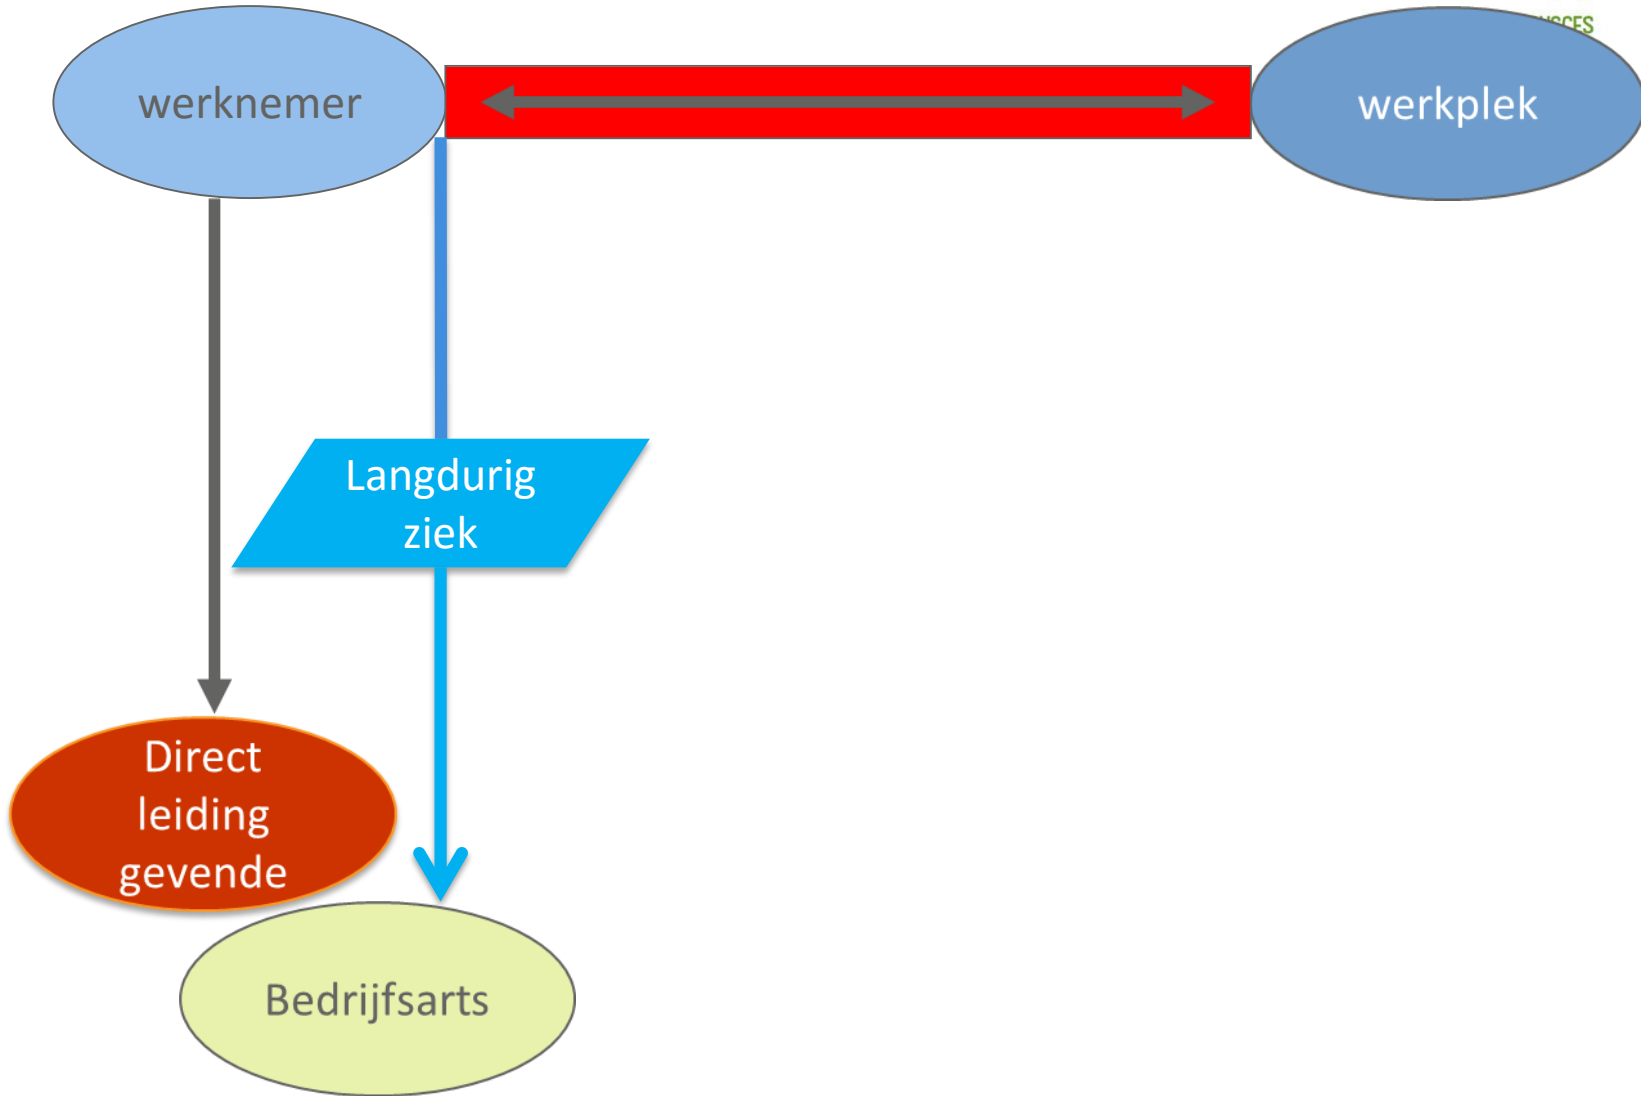 werknemer
werkplek
Langdurig
ziek
Direct
leiding
gevende
Bedrijfsarts